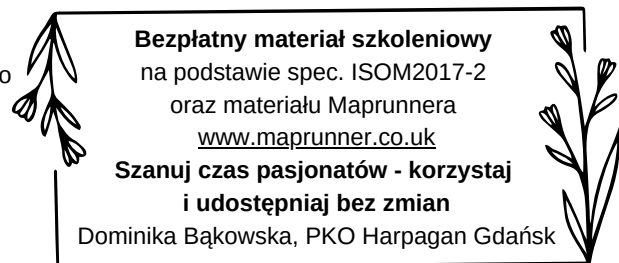 o
Bezpłatny materiał szkoleniowy
na podstawie spec. ISOM2017-2
oraz materiału Maprunnera
www.maprunner.co.uk
Szanuj czas pasjonatów - korzystaj
i udostępniaj bez zmian
Dominika Bąkowska, PKO Harpagan Gdańsk